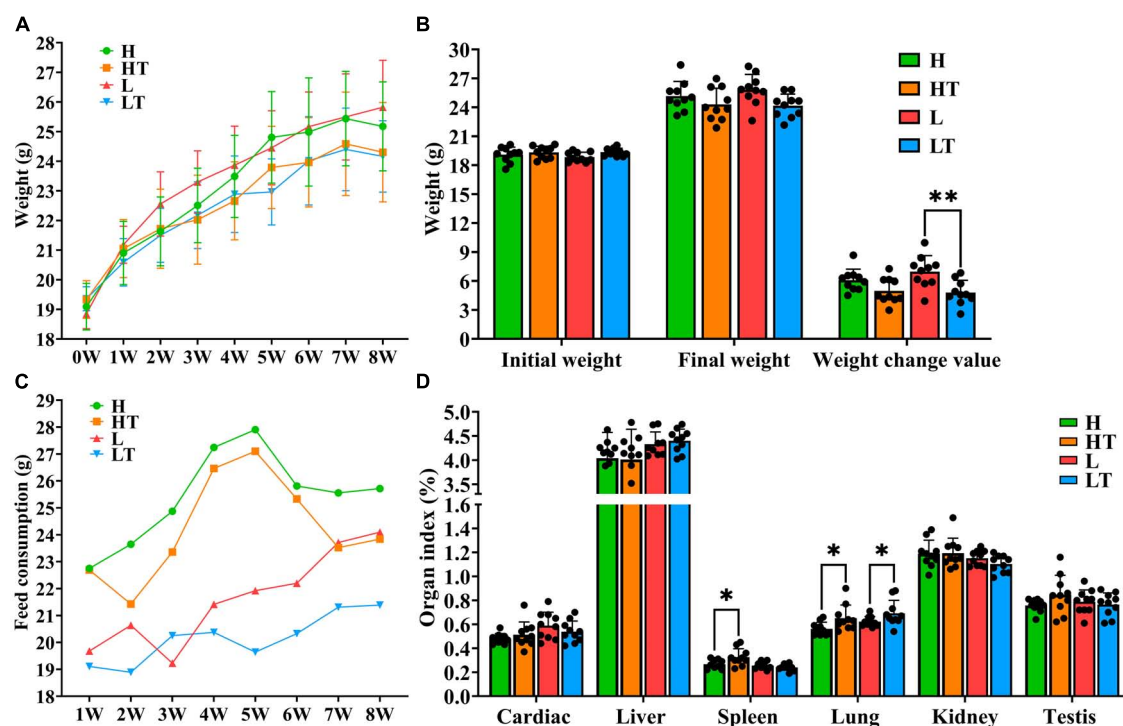 A
28
27
26
25
24
23
22
21
20
19
18
Weight (g)
H
HT
L
LT
0W 1W 2W 3W 4W 5W 6W 7W 8W
B
30
27
24
21
18
15
12
9
6
3
0
Weight (g)
H
HT
L
LT
**
Initial weight Final weight Weight change value
C
29
28
27
26
25
24
23
22
21
20
19
18
Feed consumption (g)
H
HT
L
LT
1W 2W 3W 4W 5W 6W 7W 8W
D
5.0
4.5
4.0
3.5
1.6
1.2
1.0
0.8
0.6
0.4
0.2
0.0
Organ index (%)
H
HT
L
LT
* * *
Cardiac Liver Spleen Lung Kidney Testis